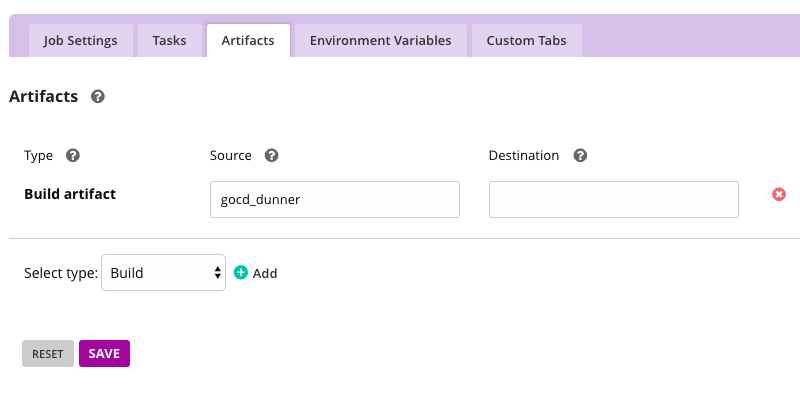 Job Settings Tasks Artifacts Environment Variables Custom Tabs
Artifacts ?
Type ? Source ? Destination ?
Build artifact gocd_dunner
Select type: Build Add
RESET SAVE